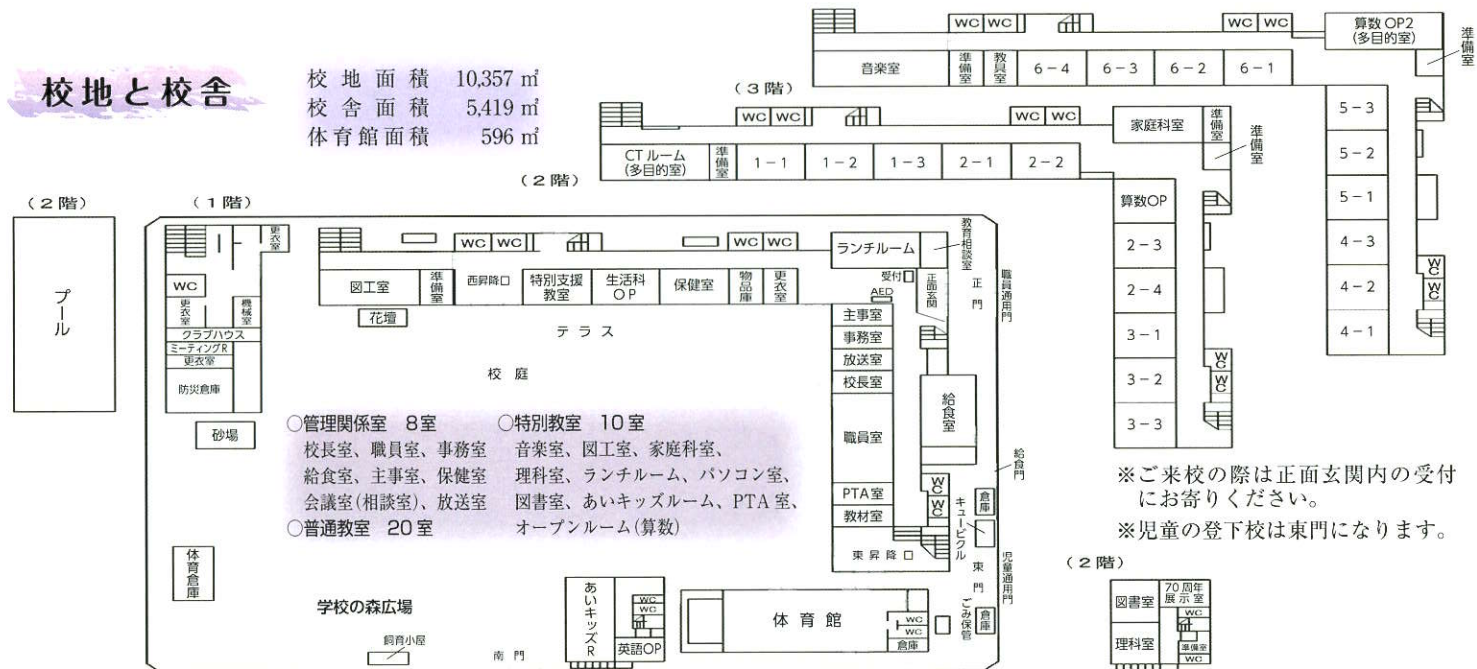 校地と校舎
校地面積 10,357 ㎡
校舎面積 5,419 ㎡
体育館面積 596 ㎡
(3階)
WC WC
WC WC
算数 OP2
(多目的室)
準備室
音楽室
準備室
教員室
6-4
6-3
6-2
6-1
5-3
5-2
5-1
4-3
4-2
4-1
WC
WC
(2階)
WC WC
WC WC
家庭科室
準備室
準備室
CTルーム
(多目的室)
準備室
1-1
1-2
1-3
2-1
2-2
算数OP
2-3
2-4
3-1
3-2
3-3
WC
WC
(2階)
プール
(1階)
更衣室
WC
更衣室
機械室
クラブハウス
ミーティングR
更衣室
防災倉庫
砂場
体育倉庫
WC WC
WC WC
ランチルーム
教育相談室
図工室
準備室
西昇降口
特別支援
教室
生活科
OP
保健室
物品庫
更衣室
受付
正面玄関
正門
職員通用門
AED
花壇
テラス
校庭
主事室
事務室
放送室
校長室
職員室
給食室
PTA室
教材室
WC
WC
東昇降口
給食門
倉庫
キュービクル
東門
児童通用門
ごみ保管
倉庫
○管理関係室 8室
校長室、職員室、事務室
給食室、主事室、保健室
会議室(相談室)、放送室
○普通教室 20室
○特別教室 10室
音楽室、図工室、家庭科室、
理科室、ランチルーム、パソコン室、
図書室、あいキッズルーム、PTA室、
オープンルーム(算数)
学校の森広場
飼育小屋
南門
あいキッズR
WC
WC
英語OP
体育館
WC
WC
倉庫
※ご来校の際は正面玄関内の受付
にお寄りください。
※児童の登下校は東門になります。
(2階)
図書室
70周年
展示室
WC
理科室
準備室
WC